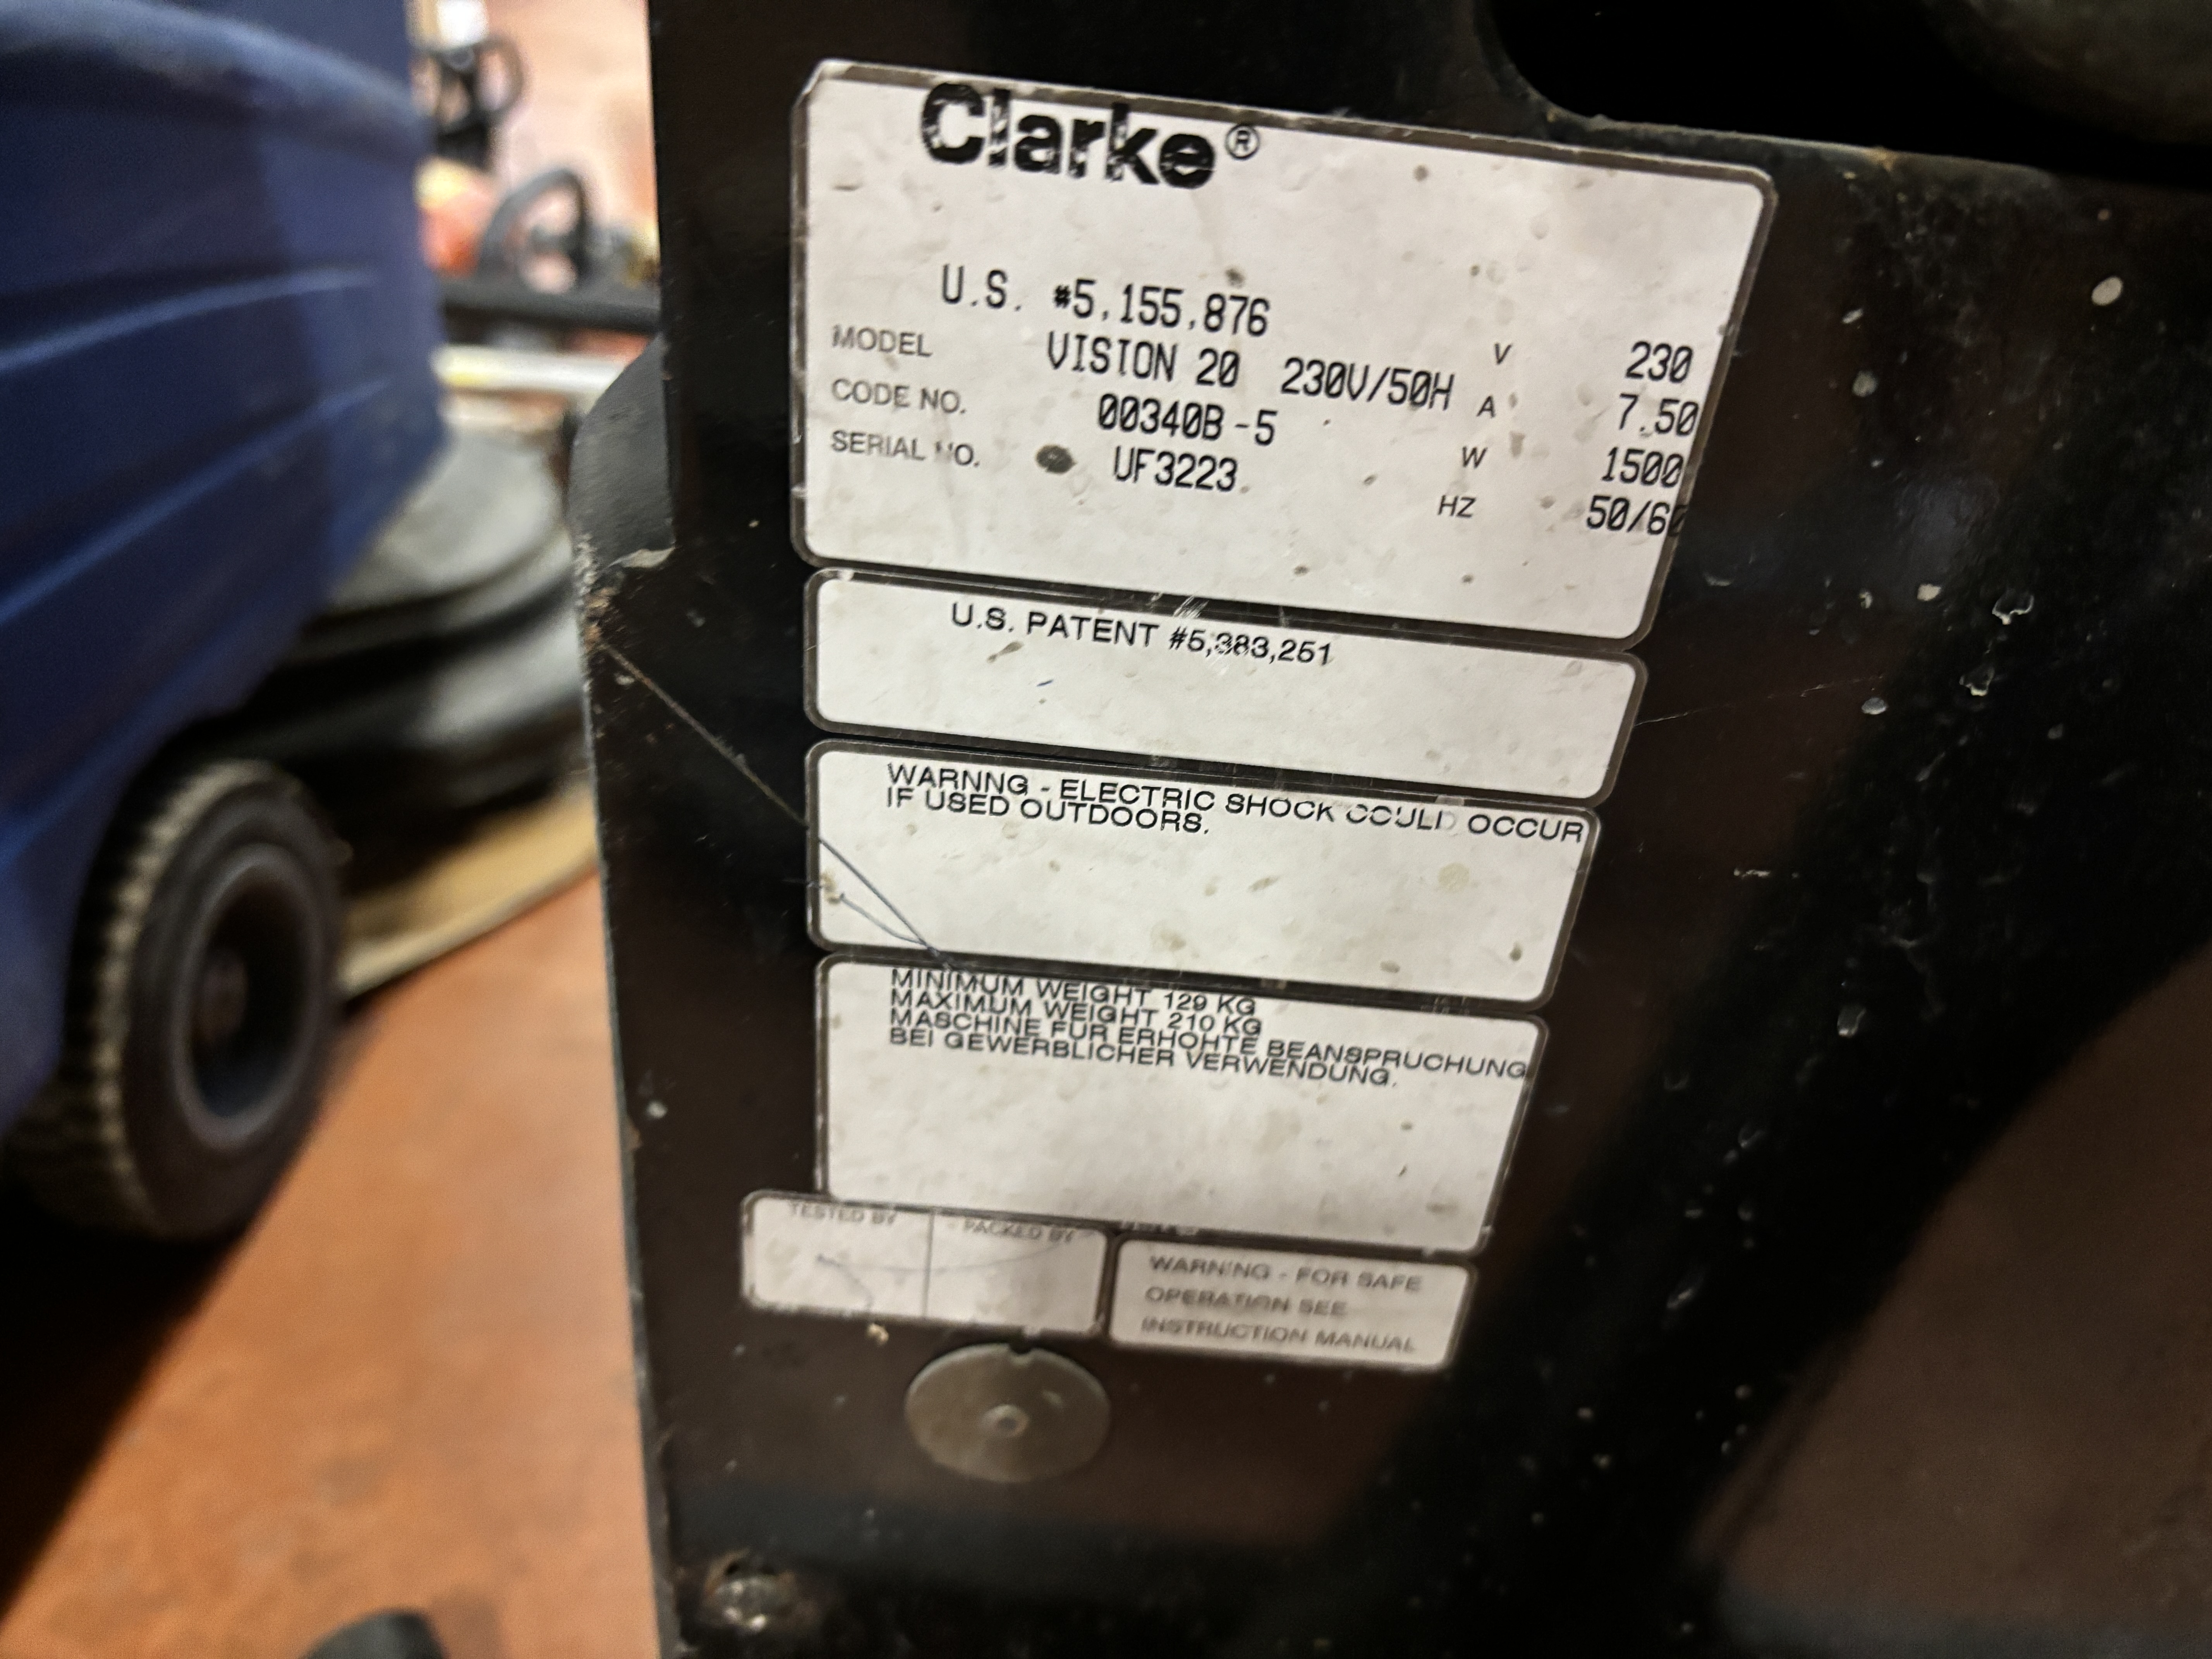 Clarke®
U.S. #5,155,876
MODEL VISION 20 230V/50H V 230
CODE NO. 00340B-5 A 7.50
SERIAL NO. UF3223 W 1500
HZ 50/60
U.S. PATENT #5,383,251
WARNNG - ELECTRIC SHOCK COULD OCCUR
IF USED OUTDOORS.
MINIMUM WEIGHT 129 KG
MAXIMUM WEIGHT 210 KG
MASCHINE FUR ERHOHTE BEANSPRUCHUNG
BEI GEWERBLICHER VERWENDUNG.
TESTED BY PACKED BY
WARNING - FOR SAFE
OPERATION SEE
INSTRUCTION MANUAL